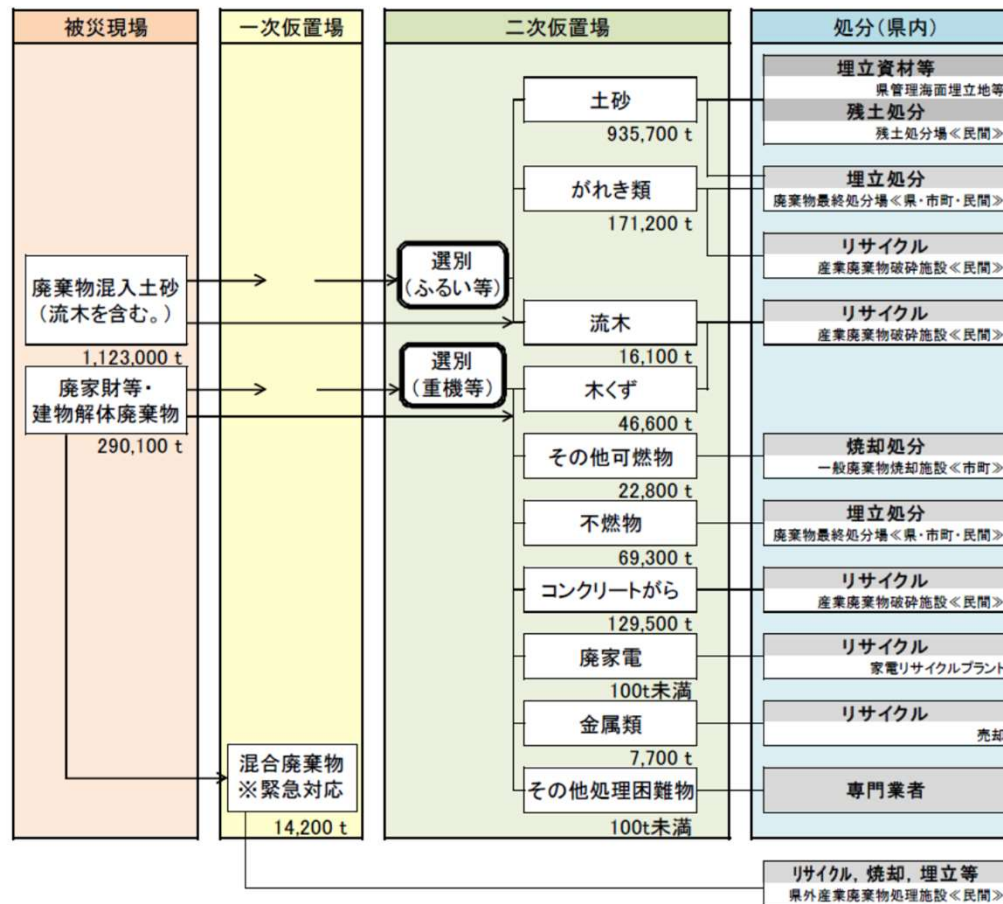 被災現場
一次仮置場
二次仮置場
処分(県内)
廃棄物混入土砂
(流木を含む。)
1,123,000 t
廃家財等・
建物解体廃棄物
290,100 t
混合廃棄物
※緊急対応
14,200 t
選別
(ふるい等)
選別
(重機等)
土砂
935,700 t
がれき類
171,200 t
流木
16,100 t
木くず
46,600 t
その他可燃物
22,800 t
不燃物
69,300 t
コンクリートがら
129,500 t
廃家電
100t未満
金属類
7,700 t
その他処理困難物
100t未満
埋立資材等
県管理海面埋立地等
残土処分
残土処分場≪民間≫
埋立処分
廃棄物最終処分場≪県・市町・民間≫
リサイクル
産業廃棄物破砕施設≪民間≫
リサイクル
産業廃棄物破砕施設≪民間≫
焼却処分
一般廃棄物焼却施設≪市町≫
埋立処分
廃棄物最終処分場≪県・市町・民間≫
リサイクル
産業廃棄物破砕施設≪民間≫
リサイクル
家電リサイクルプラント
リサイクル
売却
専門業者
リサイクル, 焼却, 埋立等
県外産業廃棄物処理施設≪民間≫